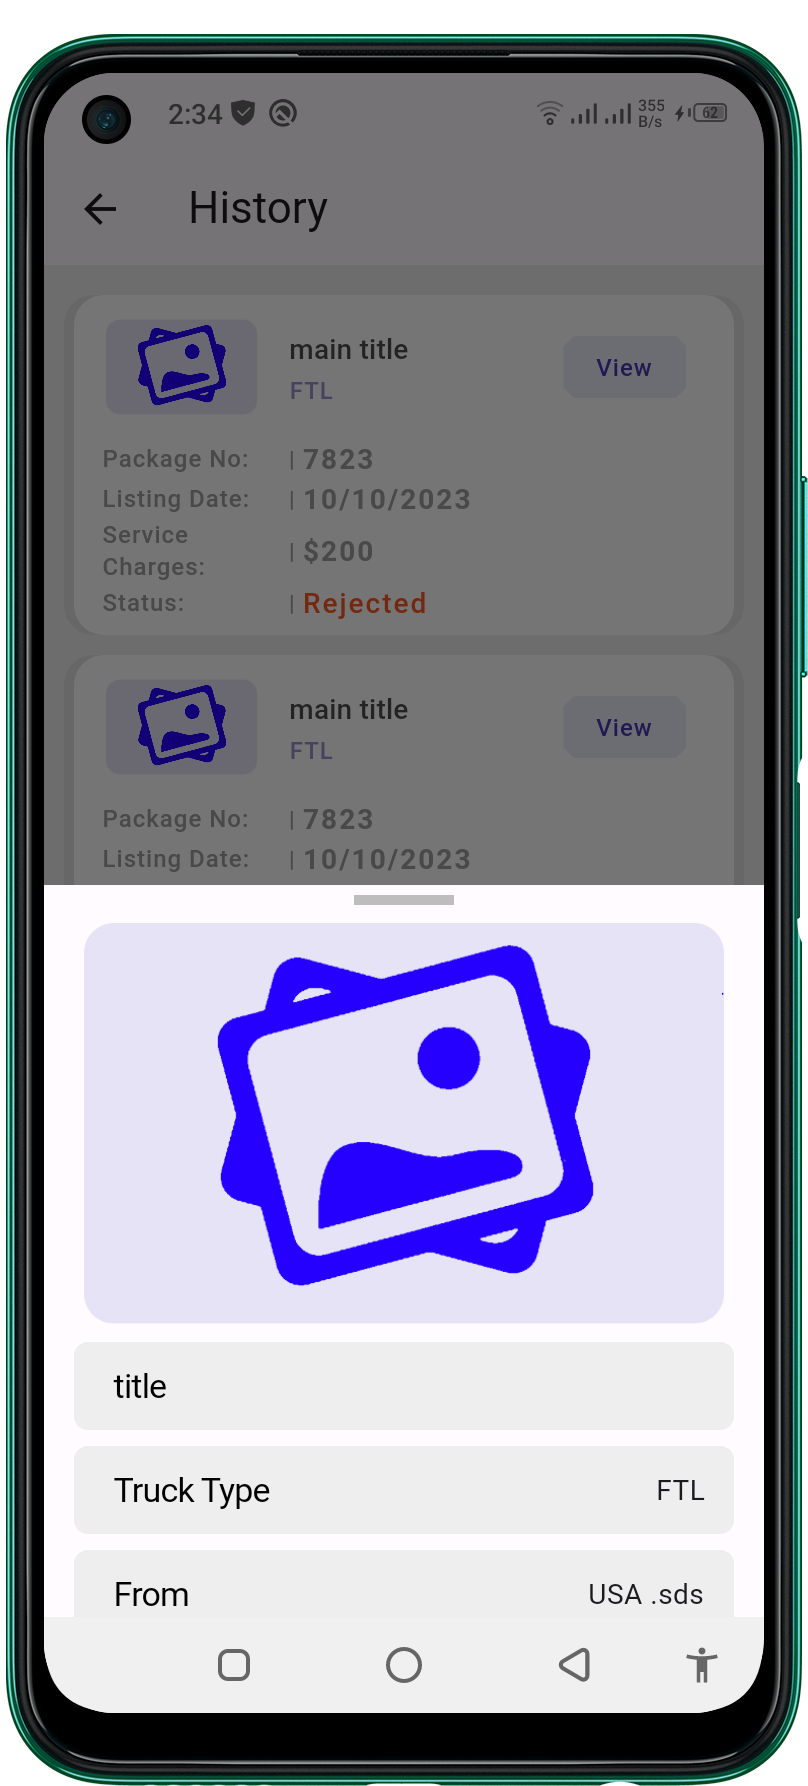 2:34
355
B/s
62
History
main title
FTL
View
Package No: | 7823
Listing Date: | 10/10/2023
Service
Charges: | $200
Status: | Rejected
main title
FTL
View
Package No: | 7823
Listing Date: | 10/10/2023
title
Truck Type FTL
From USA .sds